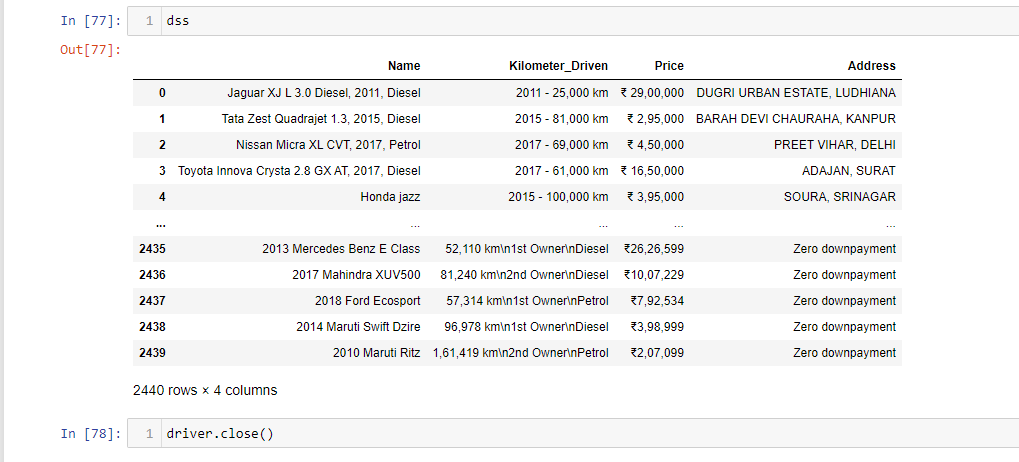 In [77]: 1 dss
Out[77]:
Name Kilometer_Driven Price Address
0 Jaguar XJ L 3.0 Diesel, 2011, Diesel 2011 - 25,000 km ₹ 29,00,000 DUGRI URBAN ESTATE, LUDHIANA
1 Tata Zest Quadrajet 1.3, 2015, Diesel 2015 - 81,000 km ₹ 2,95,000 BARAH DEVI CHAURAHA, KANPUR
2 Nissan Micra XL CVT, 2017, Petrol 2017 - 69,000 km ₹ 4,50,000 PREET VIHAR, DELHI
3 Toyota Innova Crysta 2.8 GX AT, 2017, Diesel 2017 - 61,000 km ₹ 16,50,000 ADAJAN, SURAT
4 Honda jazz 2015 - 100,000 km ₹ 3,95,000 SOURA, SRINAGAR
... ... ... ... ...
2435 2013 Mercedes Benz E Class 52,110 km\n1st Owner\nDiesel ₹26,26,599 Zero downpayment
2436 2017 Mahindra XUV500 81,240 km\n2nd Owner\nDiesel ₹10,07,229 Zero downpayment
2437 2018 Ford Ecosport 57,314 km\n1st Owner\nPetrol ₹7,92,534 Zero downpayment
2438 2014 Maruti Swift Dzire 96,978 km\n1st Owner\nDiesel ₹3,98,999 Zero downpayment
2439 2010 Maruti Ritz 1,61,419 km\n2nd Owner\nPetrol ₹2,07,099 Zero downpayment
2440 rows × 4 columns
In [78]: 1 driver.close()